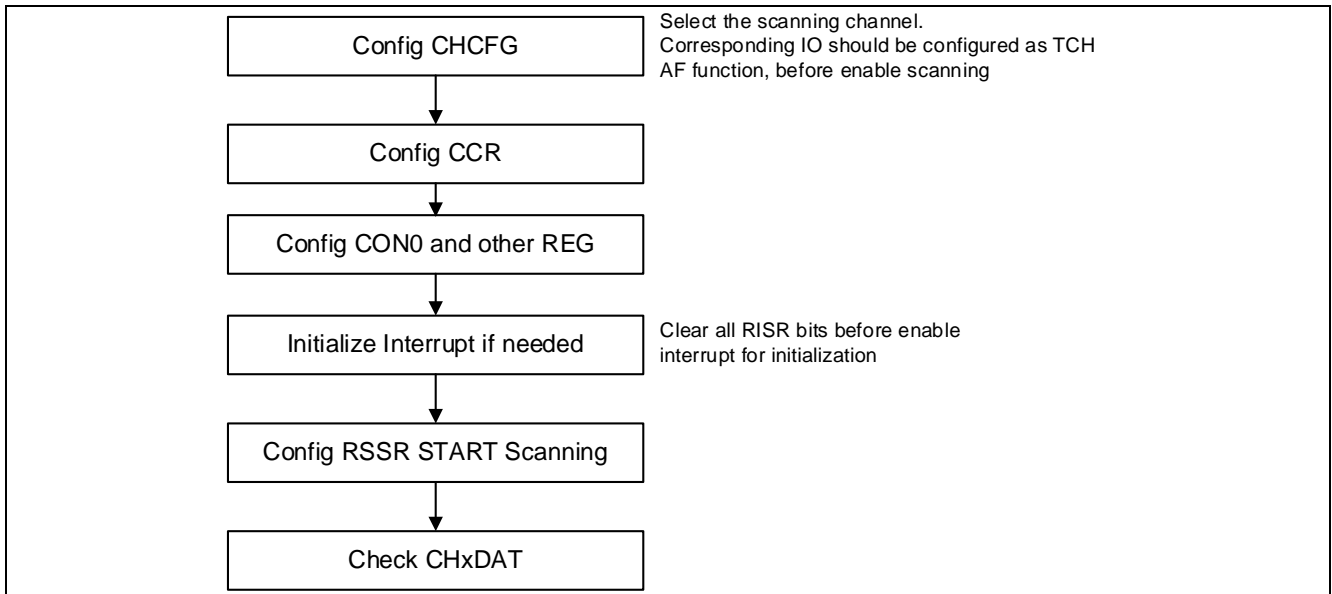 Config CHCFG
Select the scanning channel.
Corresponding IO should be configured as TCH
AF function, before enable scanning
Config CCR
Config CON0 and other REG
Initialize Interrupt if needed
Clear all RISR bits before enable
interrupt for initialization
Config RSSR START Scanning
Check CHxDAT